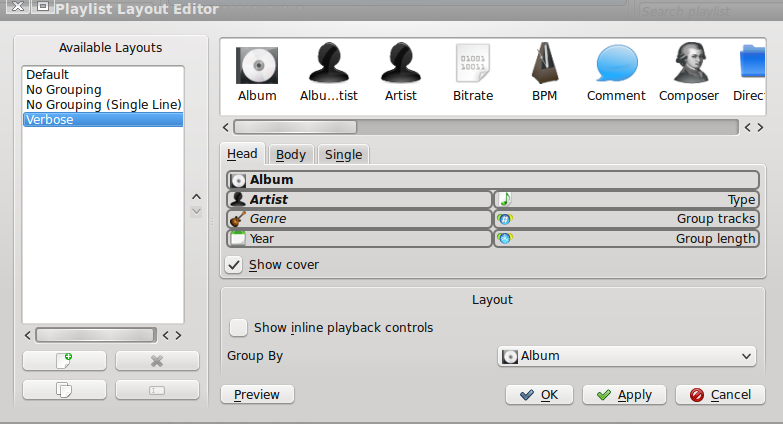 Playlist Layout Editor
Search playlist
Available Layouts
Default
No Grouping
No Grouping (Single Line)
Verbose
Album
Albu...tist
Artist
Bitrate
BPM
Comment
Composer
Direc
Head
Body
Single
Album
Artist
Type
Genre
Group tracks
Year
Group length
Show cover
Layout
Show inline playback controls
Group By
Album
Preview
OK
Apply
Cancel